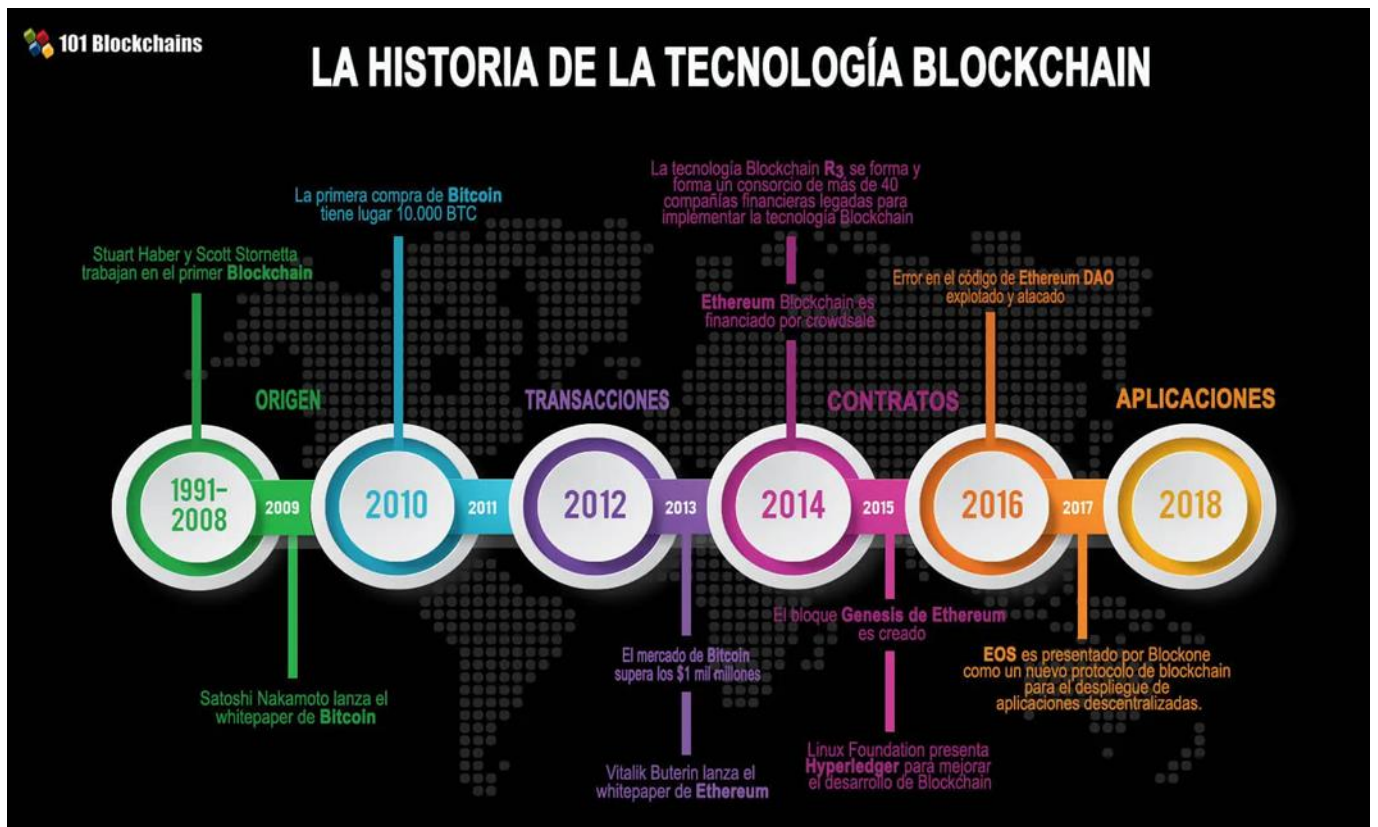 101 Blockchains
LA HISTORIA DE LA TECNOLOGÍA BLOCKCHAIN
Stuart Haber y Scott Stornetta
trabajan en el primer Blockchain
La primera compra de Bitcoin
tiene lugar 10.000 BTC
La tecnología Blockchain R3, se forma y
forma un consorcio de más de 40
compañías financieras legadas para
implementar la tecnología Blockchain
Ethereum Blockchain es
financiado por crowdsale
Error en el código de Ethereum DAO
explotado y atacado
ORIGEN
TRANSACCIONES
CONTRATOS
APLICACIONES
1991-
2008
2009
2010
2011
2012
2013
2014
2015
2016
2017
2018
Satoshi Nakamoto lanza el
whitepaper de Bitcoin
El mercado de Bitcoin
supera los $1 mil millones
Vitalik Buterin lanza el
whitepaper de Ethereum
El bloque Genesis de Ethereum
es creado
Linux Foundation presenta
Hyperledger para mejorar
el desarrollo de Blockchain
EOS es presentado por Blockone
como un nuevo protocolo de blockchain
para el despliegue de
aplicaciones descentralizadas.